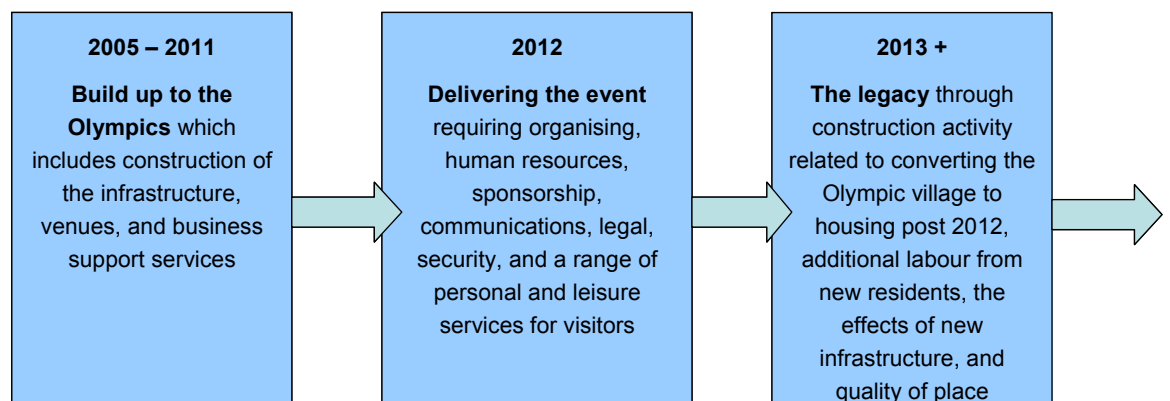 2005 – 2011
Build up to the
Olympics which
includes construction of
the infrastructure,
venues, and business
support services
2012
Delivering the event
requiring organising,
human resources,
sponsorship,
communications, legal,
security, and a range of
personal and leisure
services for visitors
2013 +
The legacy through
construction activity
related to converting the
Olympic village to
housing post 2012,
additional labour from
new residents, the
effects of new
infrastructure, and
quality of place